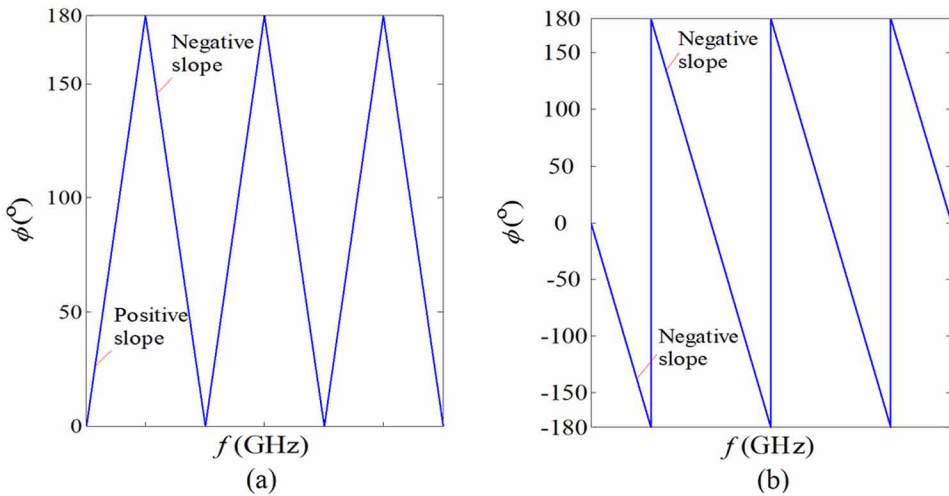 180
150
100
50
0
ϕ(°)
Negative
slope
Positive
slope
f (GHz)
(a)
180
150
100
50
0
-50
-100
-150
-180
ϕ(°)
Negative
slope
Negative
slope
f (GHz)
(b)